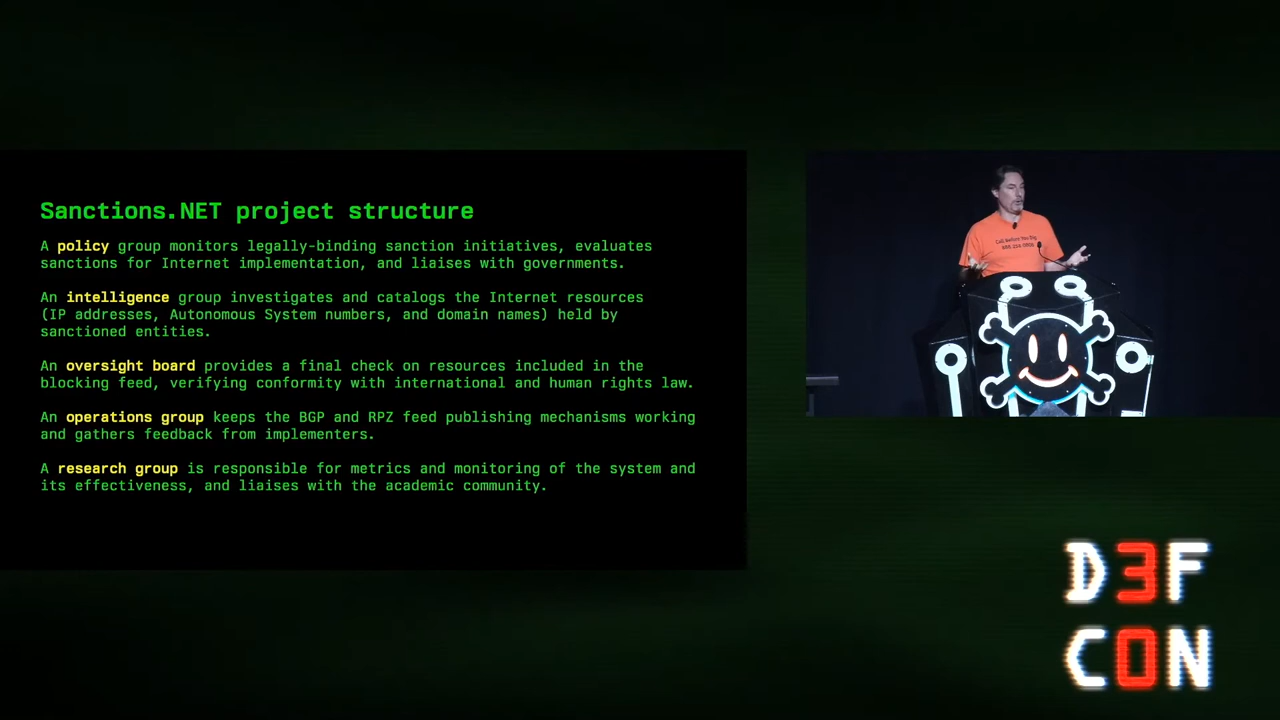 Sanctions.NET project structure
A policy group monitors legally-binding sanction initiatives, evaluates
sanctions for Internet implementation, and liaises with governments.
An intelligence group investigates and catalogs the Internet resources
(IP addresses, Autonomous System numbers, and domain names) held by
sanctioned entities.
An oversight board provides a final check on resources included in the
blocking feed, verifying conformity with international and human rights law.
An operations group keeps the BGP and RPZ feed publishing mechanisms working
and gathers feedback from implementers.
A research group is responsible for metrics and monitoring of the system and
its effectiveness, and liaises with the academic community.
Call Before You Dig
D3F
C0N